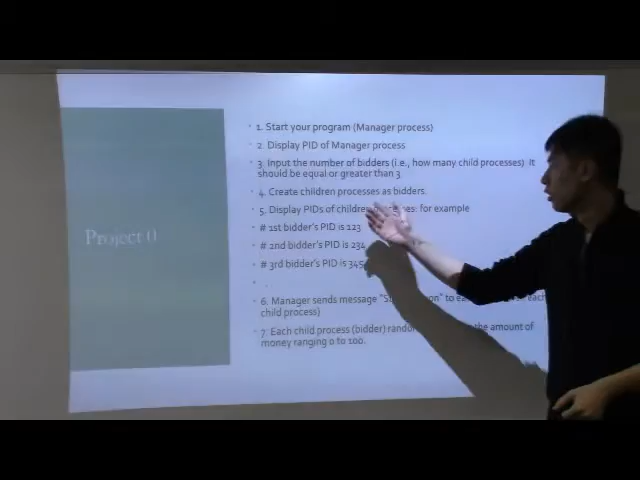 Project 0
1. Start your program (Manager process)
2. Display PID of Manager process
3. Input the number of bidders (i.e., how many child processes). It
should be equal or greater than 3.
4. Create children processes as bidders.
5. Display PIDs of children processes: for example
# 1st bidder's PID is 123
# 2nd bidder's PID is 234
# 3rd bidder's PID is 345
.
6. Manager sends message "St on" to each
child process)
7. Each child process (bidder) the amount of
money ranging 0 to 100.